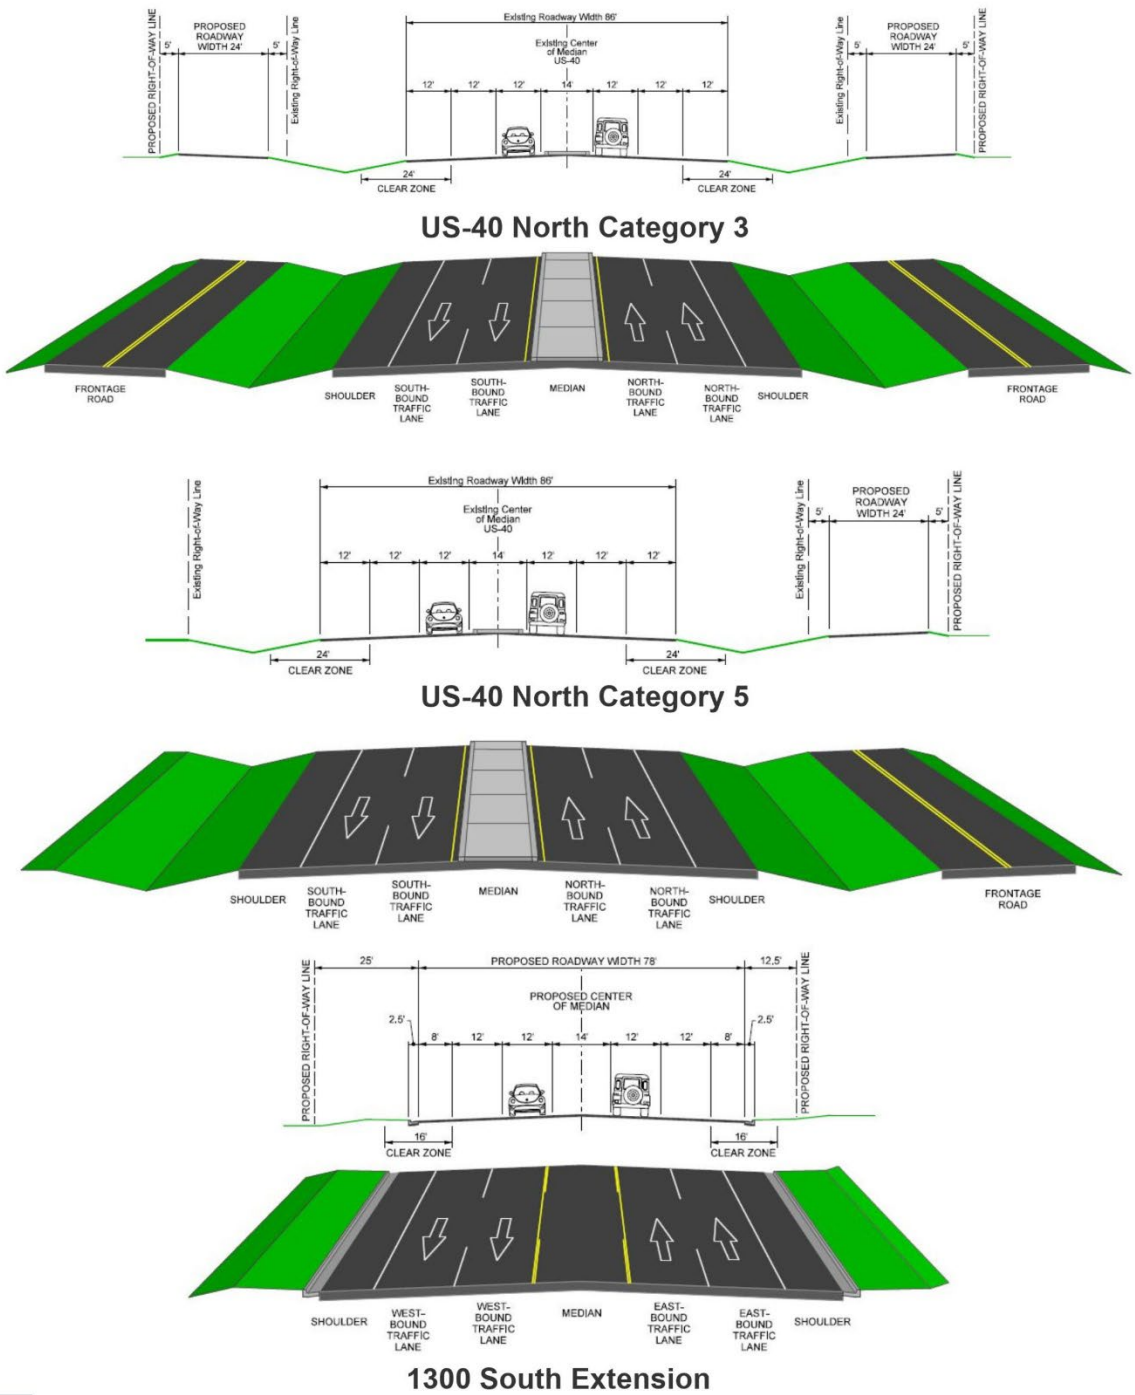 Existing Roadway Width 86'
PROPOSED RIGHT-OF-WAY LINE
PROPOSED
ROADWAY
WIDTH 24'
5'
5'
Existing Right-of-Way Line
Existing Center
of Median
US-40
12'
12'
12'
14'
12'
12'
12'
Existing Right-of-Way Line
PROPOSED
ROADWAY
WIDTH 24'
5'
5'
PROPOSED RIGHT-OF-WAY LINE
24'
CLEAR ZONE
24'
CLEAR ZONE
US-40 North Category 3
FRONTAGE
ROAD
SHOULDER
SOUTH-
BOUND
TRAFFIC
LANE
SOUTH-
BOUND
TRAFFIC
LANE
MEDIAN
NORTH-
BOUND
TRAFFIC
LANE
NORTH-
BOUND
TRAFFIC
LANE
SHOULDER
FRONTAGE
ROAD
Existing Right-of-Way Line
Existing Roadway Width 86'
Existing Center
of Median
US-40
12'
12'
12'
14'
12'
12'
12'
Existing Right-of-Way Line
PROPOSED
ROADWAY
WIDTH 24'
5'
5'
PROPOSED RIGHT-OF-WAY LINE
24'
CLEAR ZONE
24'
CLEAR ZONE
US-40 North Category 5
SHOULDER
SOUTH-
BOUND
TRAFFIC
LANE
SOUTH-
BOUND
TRAFFIC
LANE
MEDIAN
NORTH-
BOUND
TRAFFIC
LANE
NORTH-
BOUND
TRAFFIC
LANE
SHOULDER
FRONTAGE
ROAD
PROPOSED RIGHT-OF-WAY LINE
25'
PROPOSED ROADWAY WIDTH 78'
12.5'
PROPOSED RIGHT-OF-WAY LINE
PROPOSED CENTER
OF MEDIAN
2.5'
8'
12'
12'
14'
12'
12'
8'
2.5'
16'
CLEAR ZONE
16'
CLEAR ZONE
SHOULDER
WEST-
BOUND
TRAFFIC
LANE
WEST-
BOUND
TRAFFIC
LANE
MEDIAN
EAST-
BOUND
TRAFFIC
LANE
EAST-
BOUND
TRAFFIC
LANE
SHOULDER
1300 South Extension